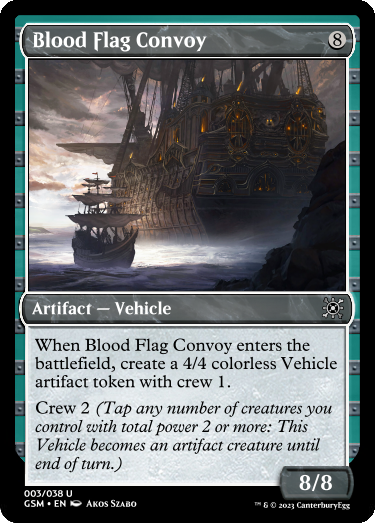 Blood Flag Convoy 8
Artifact — Vehicle
When Blood Flag Convoy enters the
battlefield, create a 4/4 colorless Vehicle
artifact token with crew 1.
Crew 2 (Tap any number of creatures you
control with total power 2 or more: This
Vehicle becomes an artifact creature until
end of turn.)
8/8
003/038 U
GSM • EN Akos Szabo
™ & © 2023 CanterburyEgg